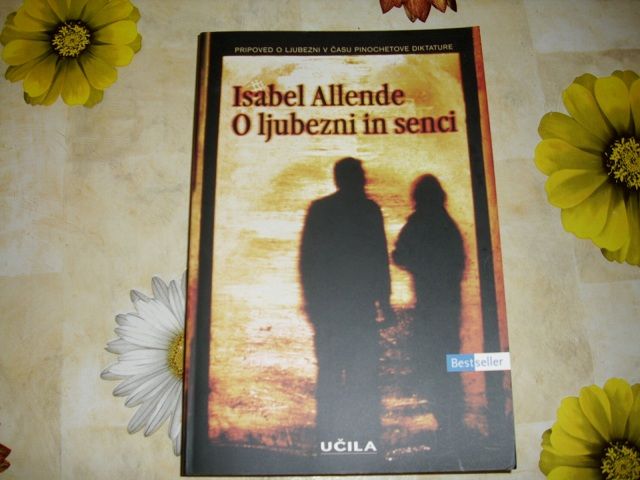 PRIPOVED O LJUBEZNI V ČASU PINOCHETOVE DIKTATURE
Isabel Allende
O ljubezni in senci
Bestseller
UČILA